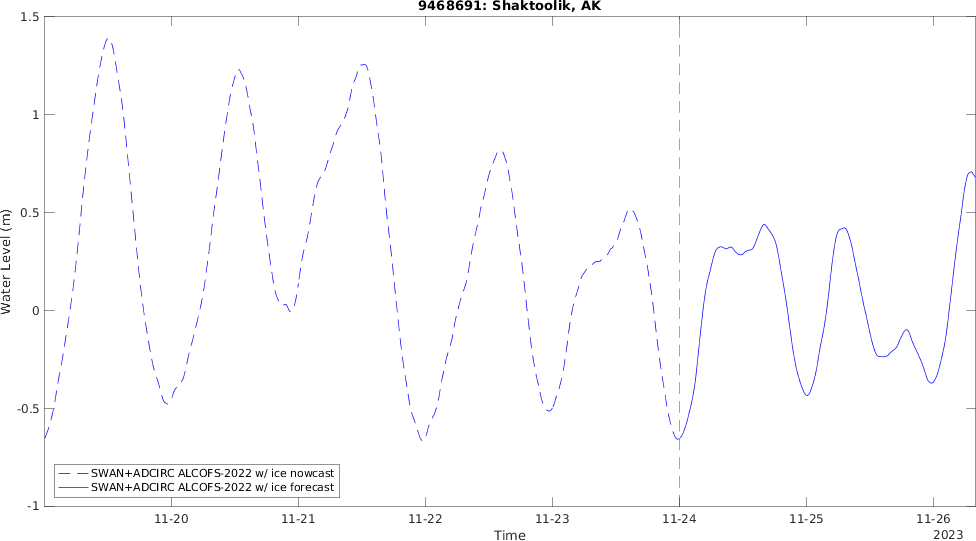 9468691: Shaktoolik, AK
1.5
1
0.5
0
-0.5
-1
Water Level (m)
SWAN+ADCIRC ALCOFS-2022 w/ ice nowcast
SWAN+ADCIRC ALCOFS-2022 w/ ice forecast
11-20 11-21 11-22 11-23 11-24 11-25 11-26
Time
2023